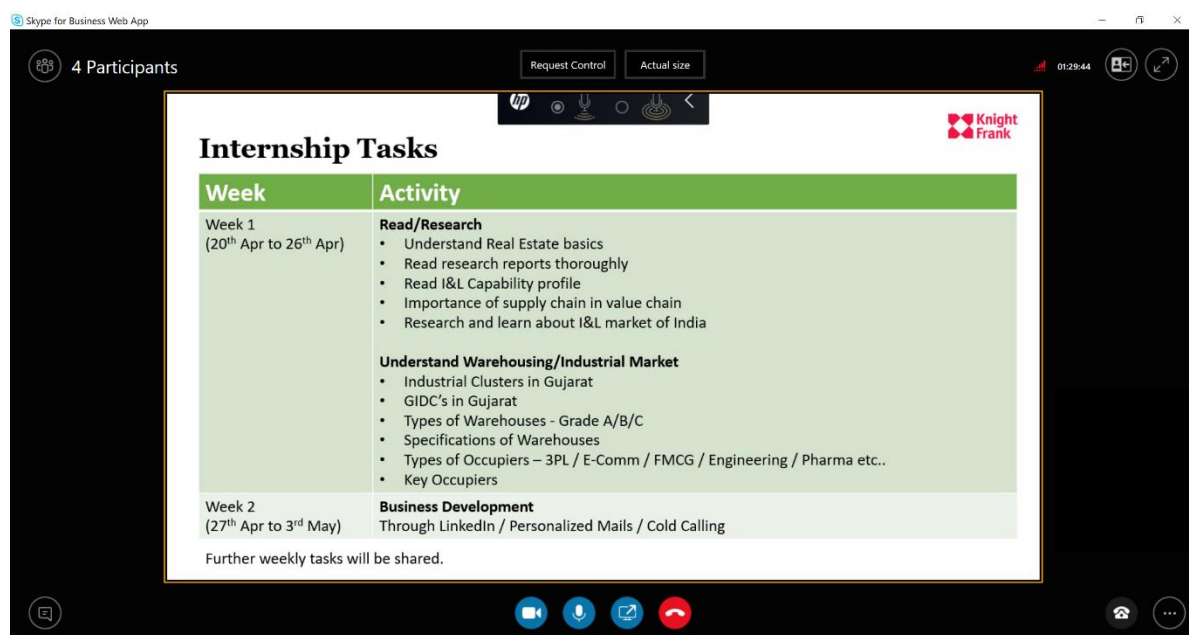 Skype for Business Web App
4 Participants
Request Control
Actual size
01:29:44
hp
Knight
Frank
Internship Tasks
Week Activity
Week 1
(20th Apr to 26th Apr)
Read/Research
• Understand Real Estate basics
• Read research reports thoroughly
• Read I&L Capability profile
• Importance of supply chain in value chain
• Research and learn about I&L market of India
Understand Warehousing/Industrial Market
• Industrial Clusters in Gujarat
• GIDC's in Gujarat
• Types of Warehouses - Grade A/B/C
• Specifications of Warehouses
• Types of Occupiers – 3PL / E-Comm / FMCG / Engineering / Pharma etc..
• Key Occupiers
Week 2
(27th Apr to 3rd May)
Business Development
Through LinkedIn / Personalized Mails / Cold Calling
Further weekly tasks will be shared.